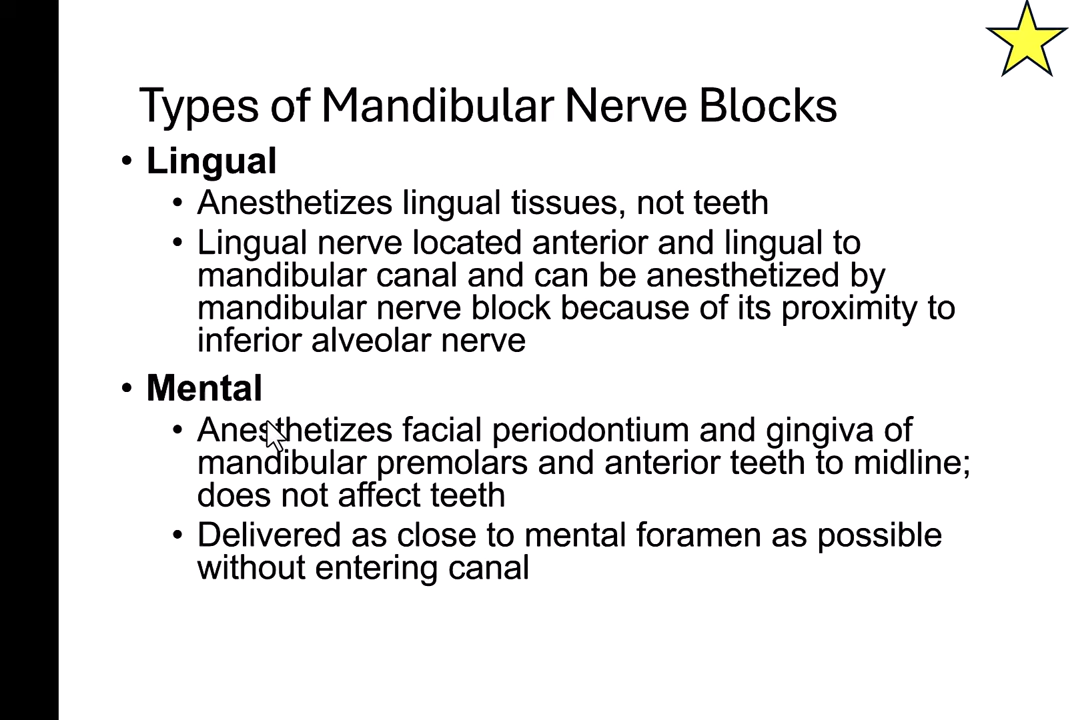 Types of Mandibular Nerve Blocks
• Lingual
• Anesthetizes lingual tissues, not teeth
• Lingual nerve located anterior and lingual to
mandibular canal and can be anesthetized by
mandibular nerve block because of its proximity to
inferior alveolar nerve
• Mental
• Anesthetizes facial periodontium and gingiva of
mandibular premolars and anterior teeth to midline;
does not affect teeth
• Delivered as close to mental foramen as possible
without entering canal